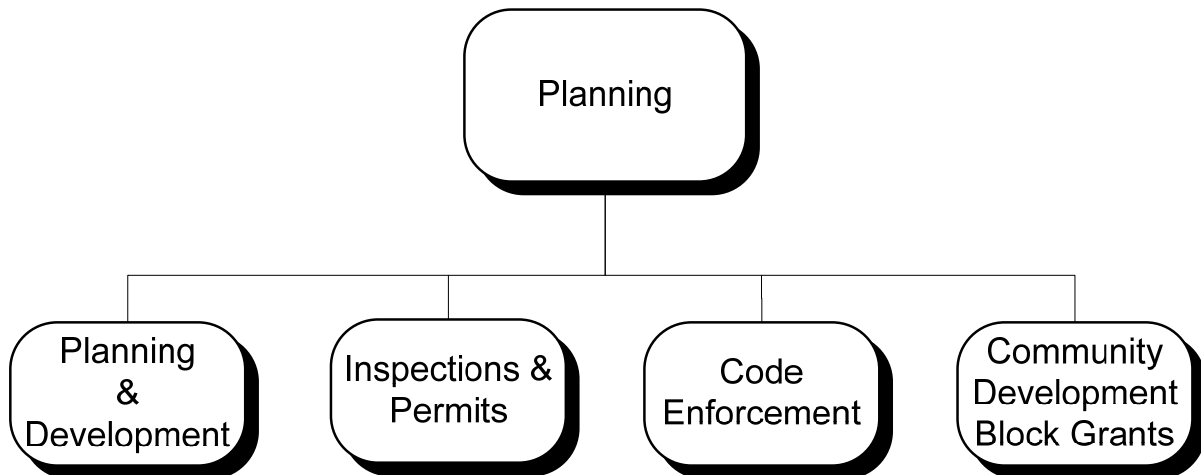 Planning
Planning
&
Development
Inspections &
Permits
Code
Enforcement
Community
Development
Block Grants